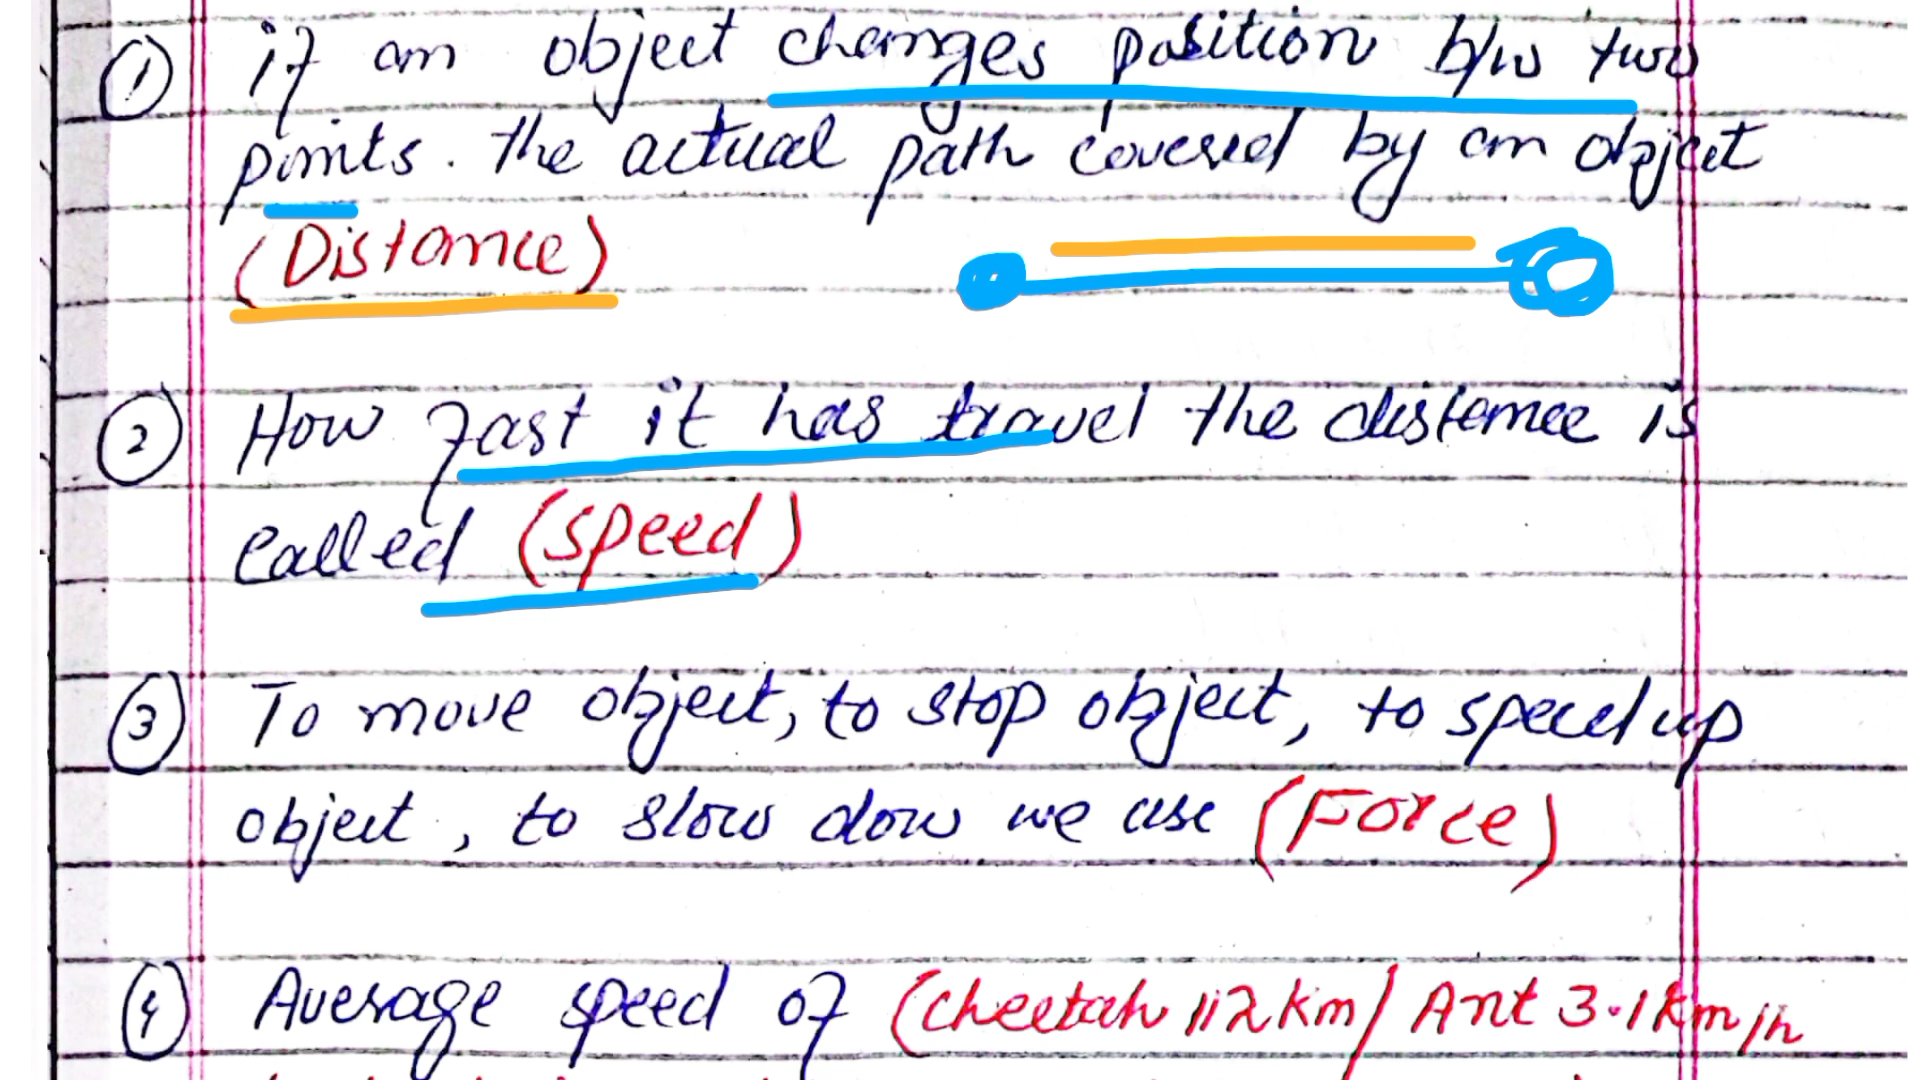 ① if an object changes position b/w two
points. the actual path covered by an object
(Distance)
② How fast it has travel the distance is
called (speed)
③ To move object, to stop object, to speed up
object, to slow dow we use (Force)
④ Average speed of (cheetah 112 km/ Ant 3.1 km/h